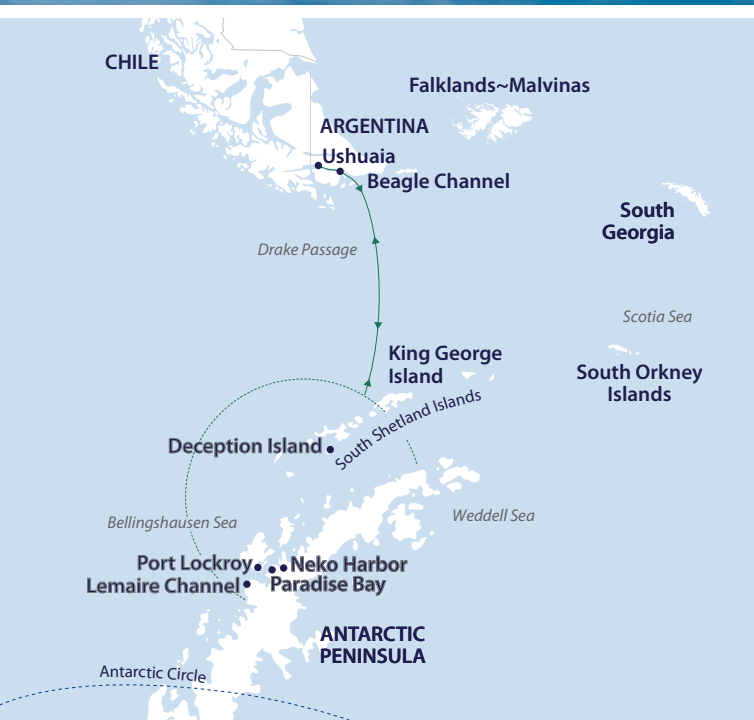 CHILE
Falklands~Malvinas
ARGENTINA
Ushuaia
Beagle Channel
South
Georgia
Drake Passage
Scotia Sea
King George
Island
South Orkney
Islands
South Shetland Islands
Deception Island
Bellingshausen Sea
Weddell Sea
Port Lockroy
Neko Harbor
Lemaire Channel
Paradise Bay
ANTARCTIC
PENINSULA
Antarctic Circle